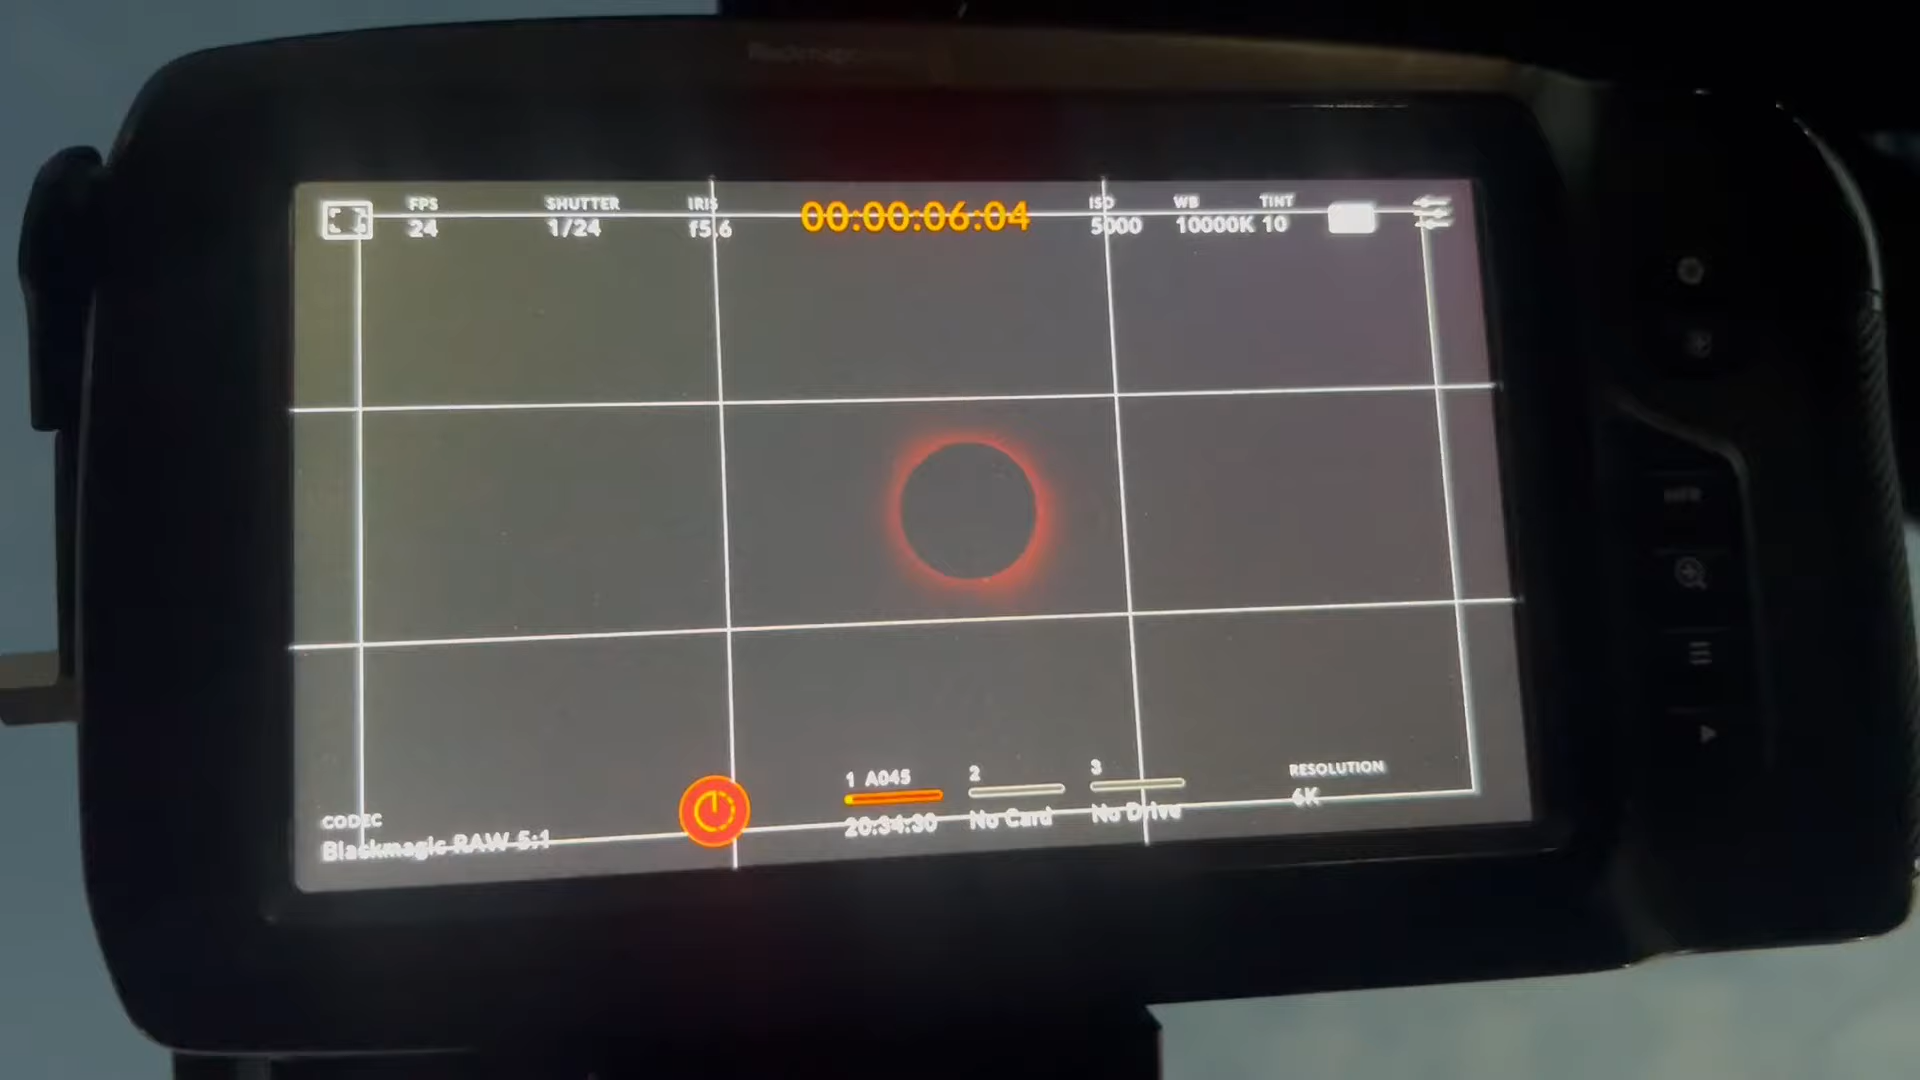 FPS
24
SHUTTER
1/24
IRIS
f5.6
00:00:06:04
ISO
5000
WB
10000K
TINT
10
CODEC
Blackmagic RAW 5:1
1 A045
20:34:30
2
No Card
3
No Drive
RESOLUTION
6K
HFR